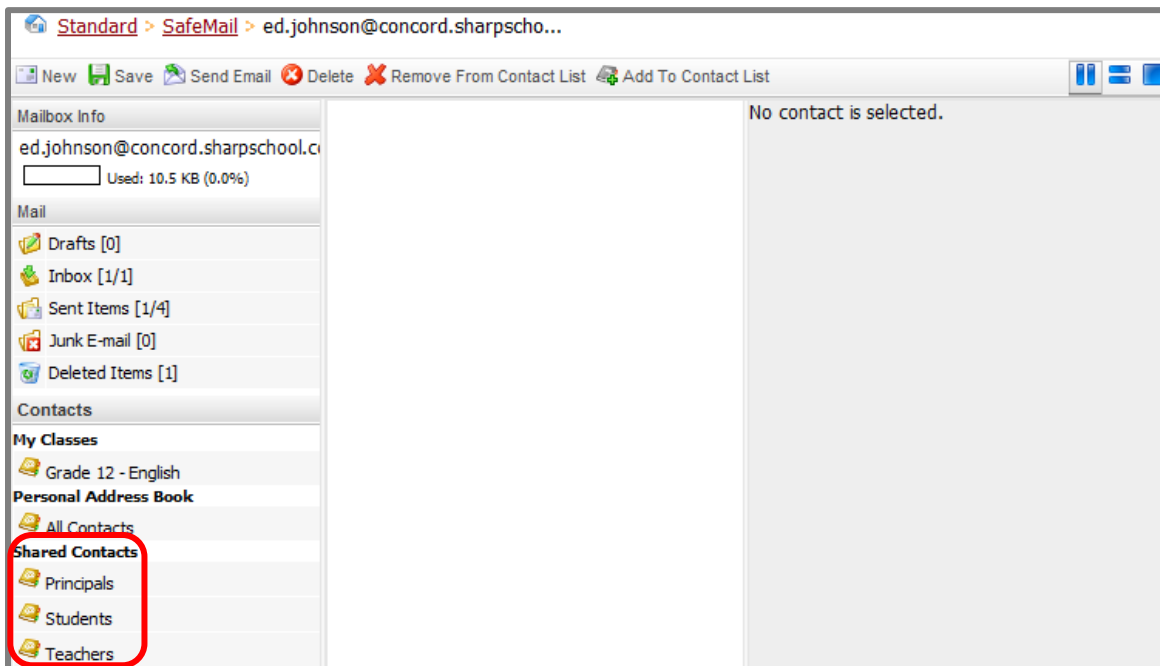 Standard > SafeMail > ed.johnson@concord.sharpscho...
New Save Send Email Delete Remove From Contact List Add To Contact List
Mailbox Info
ed.johnson@concord.sharpschool.c
Used: 10.5 KB (0.0%)
Mail
Drafts [0]
Inbox [1/1]
Sent Items [1/4]
Junk E-mail [0]
Deleted Items [1]
Contacts
My Classes
Grade 12 - English
Personal Address Book
All Contacts
Shared Contacts
Principals
Students
Teachers
No contact is selected.